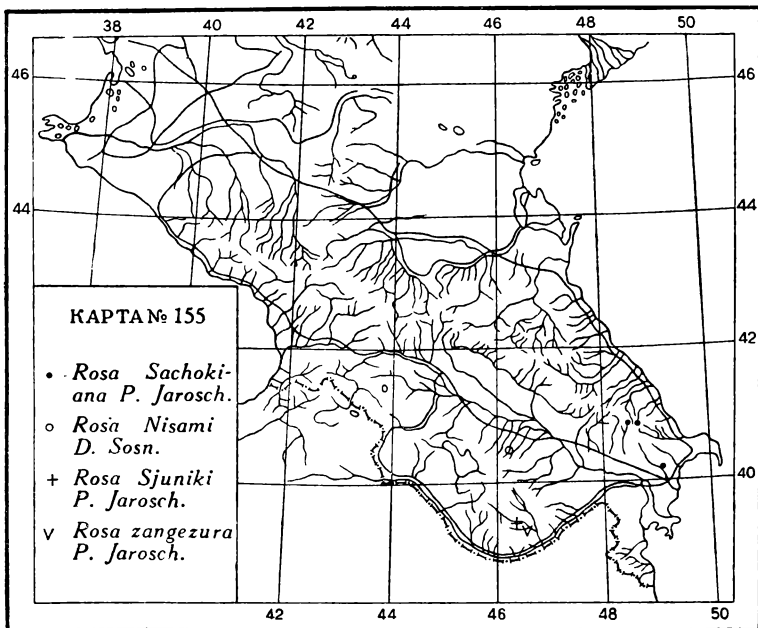 38 40 42 44 46 48 50
46 46
44 44
42
40
КАРТА № 155
• Rosa Sachoki-
ana P. Jarosch.
○ Rosa Nisami
D. Sosn.
+ Rosa Sjuniki
P. Jarosch.
v Rosa zangezura
P. Jarosch.
42 44 46 48 50